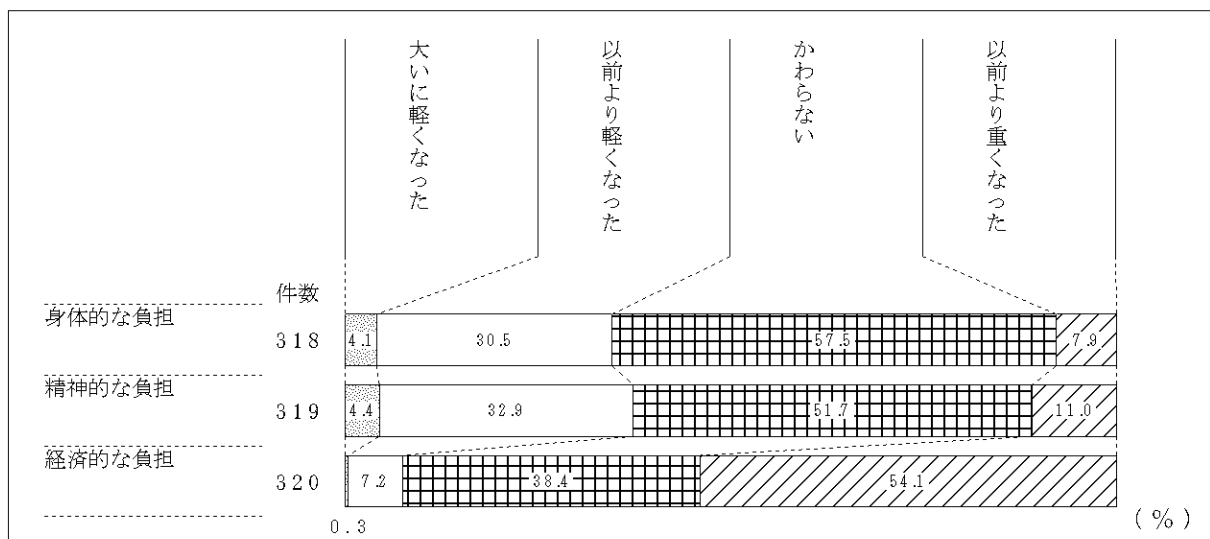 大いに軽くなった
以前より軽くなった
かわらない
以前より重くなった
件数
身体的な負担
318 4.1 30.5 57.5 7.9
精神的な負担
319 4.4 32.9 51.7 11.0
経済的な負担
320 7.2 38.4 54.1
0.3
(%)